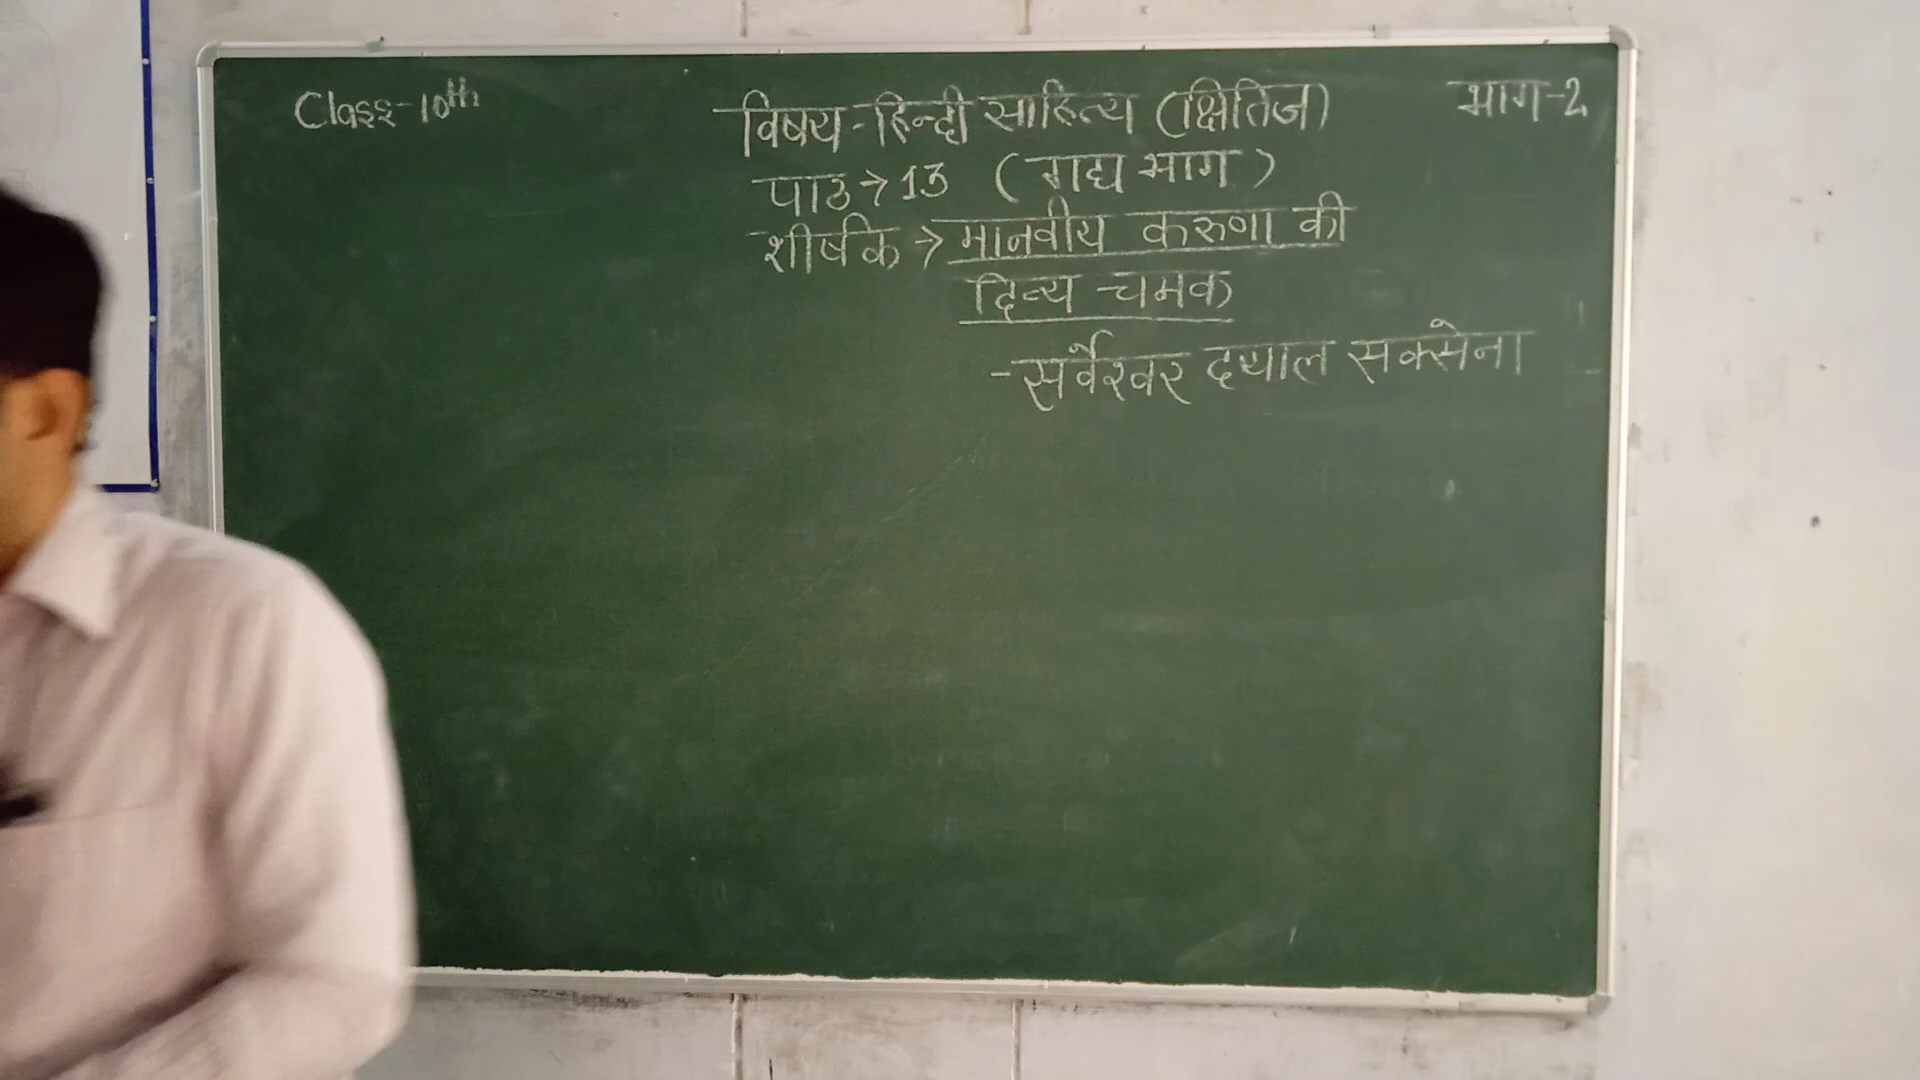 Class-10th
विषय-हिन्दी साहित्य (क्षितिज)
भाग-2
पाठ→13 (गद्य भाग)
शीर्षक→मानवीय करुणा की
दिव्य चमक
-सर्वेश्वर दयाल सक्सेना